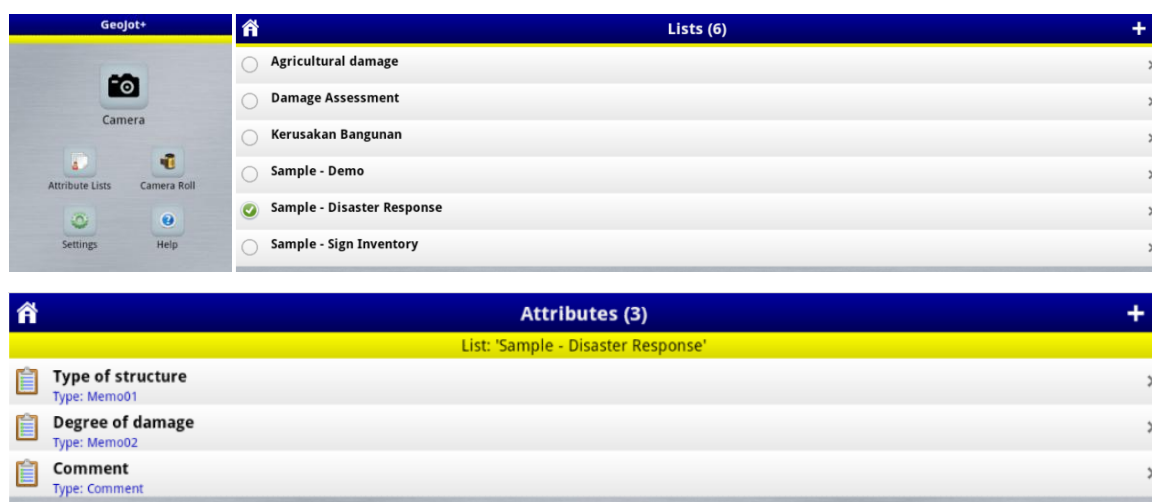 GeoJot+
Camera
Attribute Lists
Camera Roll
Settings
Help
Lists (6)
Agricultural damage
Damage Assessment
Kerusakan Bangunan
Sample - Demo
Sample - Disaster Response
Sample - Sign Inventory
Attributes (3)
List: 'Sample - Disaster Response'
Type of structure
Type: Memo01
Degree of damage
Type: Memo02
Comment
Type: Comment